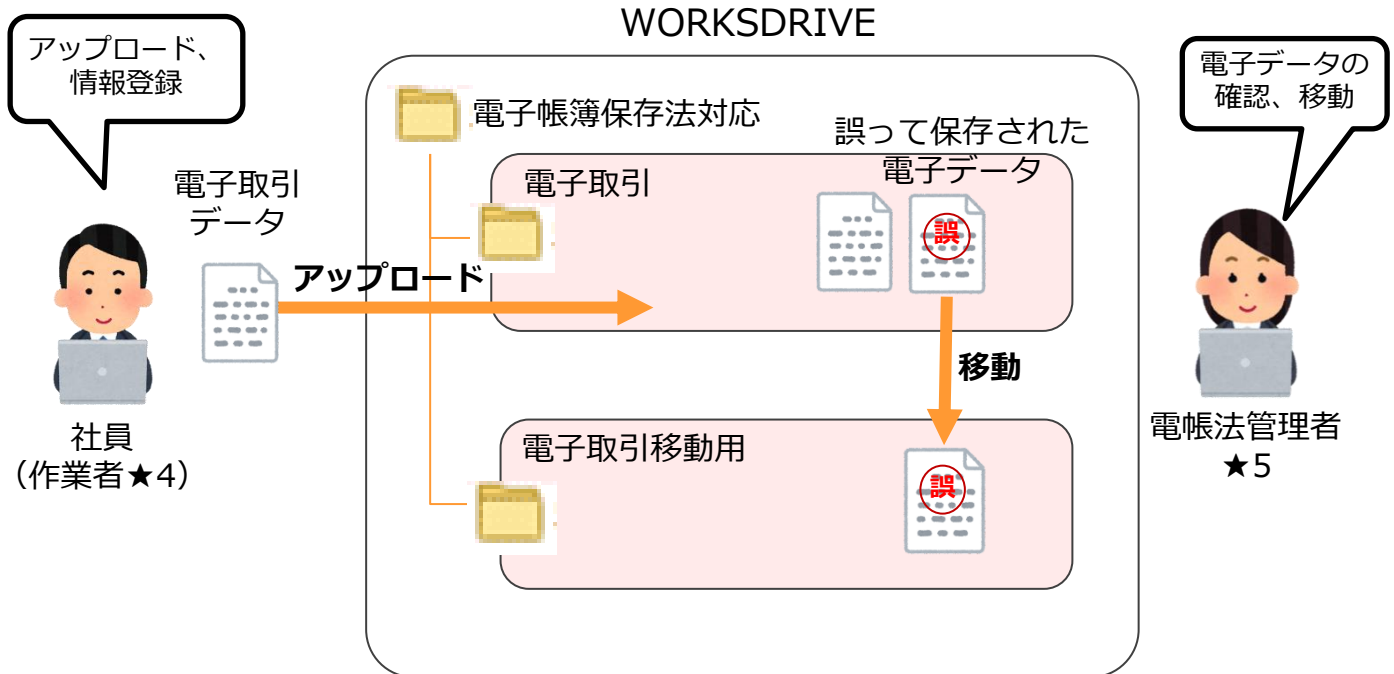 WORKSDRIVE
アップロード、
情報登録
電子データの
確認、移動
電子帳簿保存法対応
誤って保存された
電子データ
電子取引
データ
電子取引
誤
アップロード
移動
社員
（作業者★4）
電子取引移動用
誤
電帳法管理者
★5